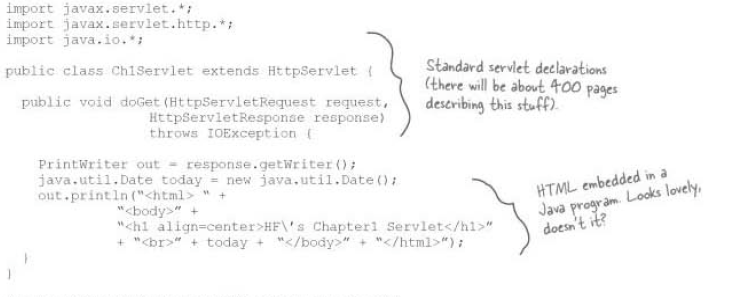 import javax.servlet.*;
import javax.servlet.http.*;
import java.io.*;
public class Ch1Servlet extends HttpServlet {
public void doGet(HttpServletRequest request,
HttpServletResponse response)
throws IOException {
Standard servlet declarations
(there will be about 400 pages
describing this stuff).
PrintWriter out = response.getWriter();
java.util.Date today = new java.util.Date();
out.println("<html> " +
"<body>" +
"<h1 align=center>HF\'s Chapter1 Servlet</h1>"
+ "<br>" + today + "</body>" + "</html>");
}
}
HTML embedded in a
Java program. Looks lovely,
doesn't it?